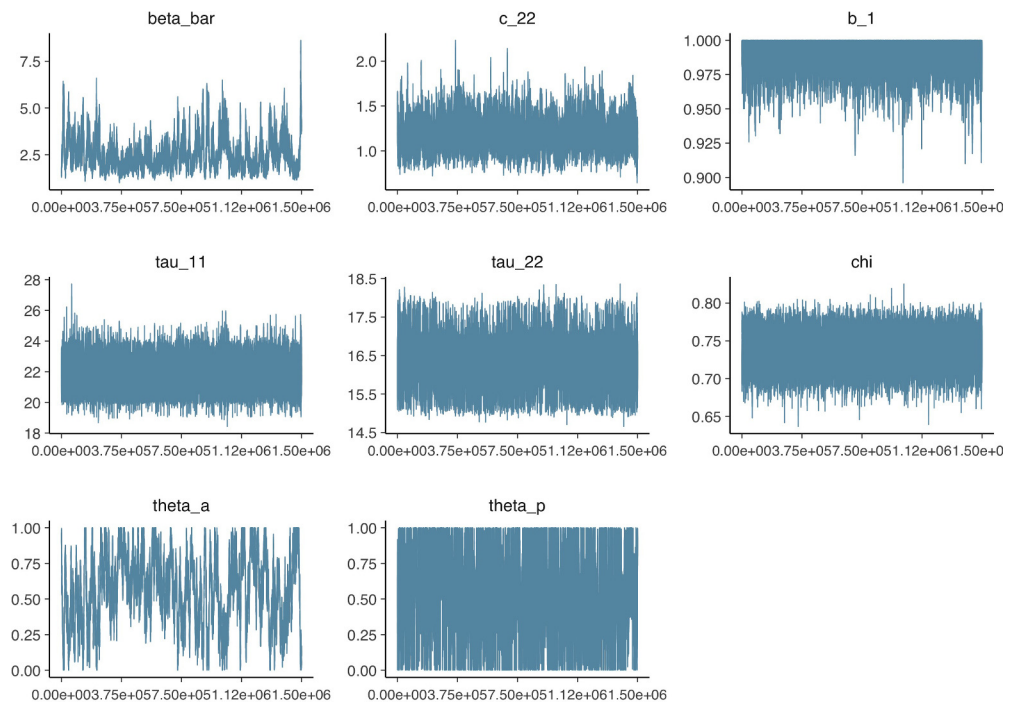 beta_bar
c_22
b_1
7.5
5.0
2.5
2.0
1.5
1.0
1.000
0.975
0.950
0.925
0.900
0.00e+003.75e+057.50e+051.12e+061.50e+06
0.00e+003.75e+057.50e+051.12e+061.50e+06
0.00e+003.75e+057.50e+051.12e+061.50e+0
tau_11
tau_22
chi
28
26
24
22
20
18
18.5
17.5
16.5
15.5
14.5
0.80
0.75
0.70
0.65
0.00e+003.75e+057.50e+051.12e+061.50e+06
0.00e+003.75e+057.50e+051.12e+061.50e+06
0.00e+003.75e+057.50e+051.12e+061.50e+0
theta_a
theta_p
1.00
0.75
0.50
0.25
0.00
1.00
0.75
0.50
0.25
0.00
0.00e+003.75e+057.50e+051.12e+061.50e+06
0.00e+003.75e+057.50e+051.12e+061.50e+06